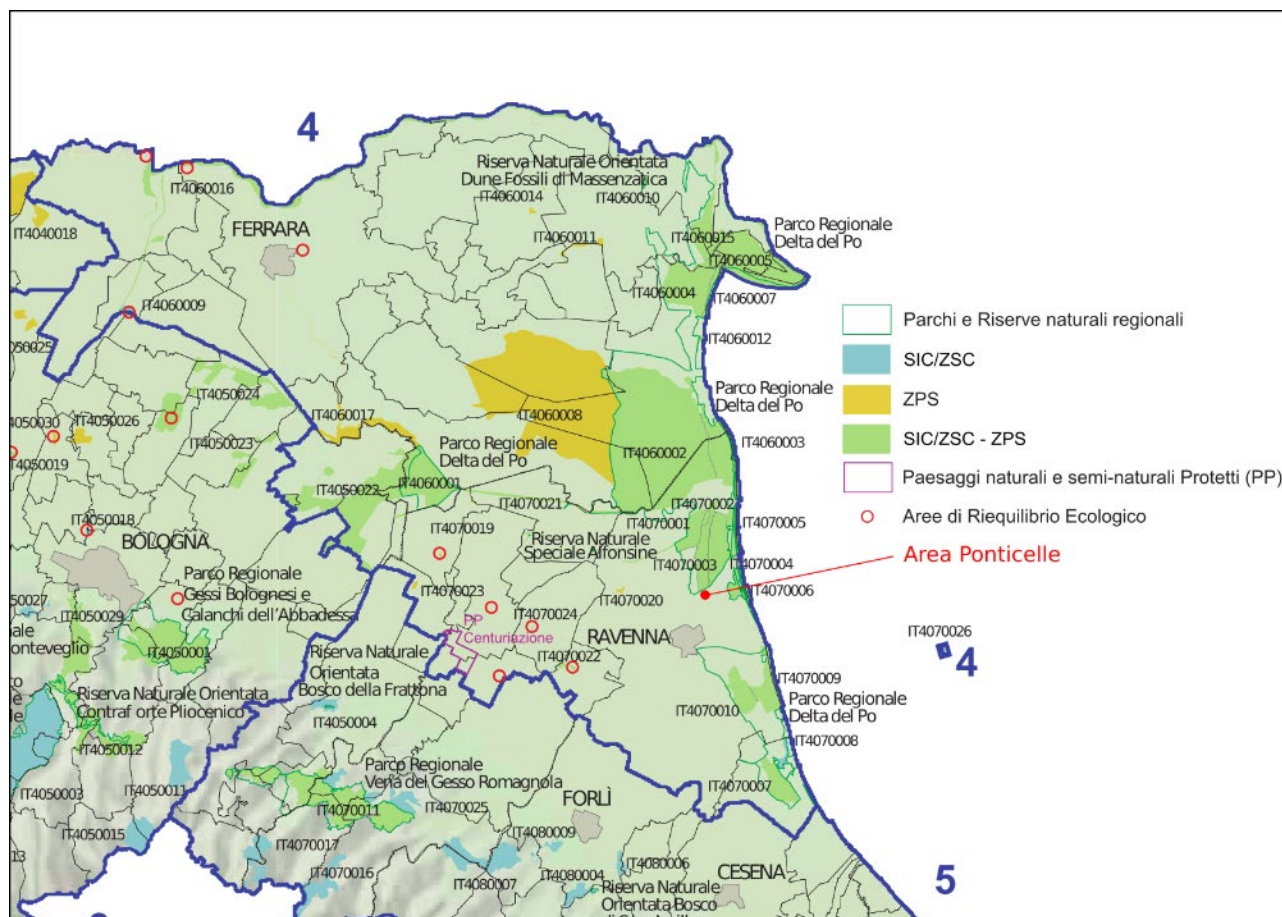 4
Riserva Naturale Orientata
Dune Fossili di Massenzatica
IT4060016
IT4060014
IT4060010
IT4040018
FERRARA
IT4060011
IT4060015
Parco Regionale
Delta del Po
IT4060005
IT4060004
IT4060007
IT4060009
IT4060012
Parchi e Riserve naturali regionali
SIC/ZSC
ZPS
SIC/ZSC - ZPS
Paesaggi naturali e semi-naturali Protetti (PP)
Aree di Riequilibrio Ecologico
Area Ponticelle
IT4050024
Parco Regionale
Delta del Po
IT4060017
IT4060008
IT4050026
IT4050023
IT4060003
Parco Regionale
Delta del Po
IT4060002
IT4060001
IT4050022
IT4070021
IT4070002
IT4070001
IT4070005
IT4050018
IT4070019
BOLOGNA
Riserva Naturale
Speciale Alfonsine
IT4070003
IT4070004
IT4070006
Parco Regionale
Gessi Bolognesi e
Calanchi dell'Abbadessa
IT4070023
IT4070020
IT4050029
IT4070024
PP
Centuriazione
RAVENNA
IT4070026
4
IT4050001
Riserva Naturale
Orientata
Bosco della Frattona
IT4070022
IT4070009
Riserva Naturale Orientata
Contraf orte Pliocenico
Parco Regionale
Delta del Po
IT4070010
IT4050004
IT4070008
IT4050012
Parco Regionale
Vena del Gesso Romagnola
IT4070007
IT4050003
IT4050011
IT4070011
IT4070025
FORLÌ
IT4050015
IT4080009
IT4070017
IT4070016
IT4080006
CESENA
IT4080007
IT4080004
Riserva Naturale
Orientata Bosco
5